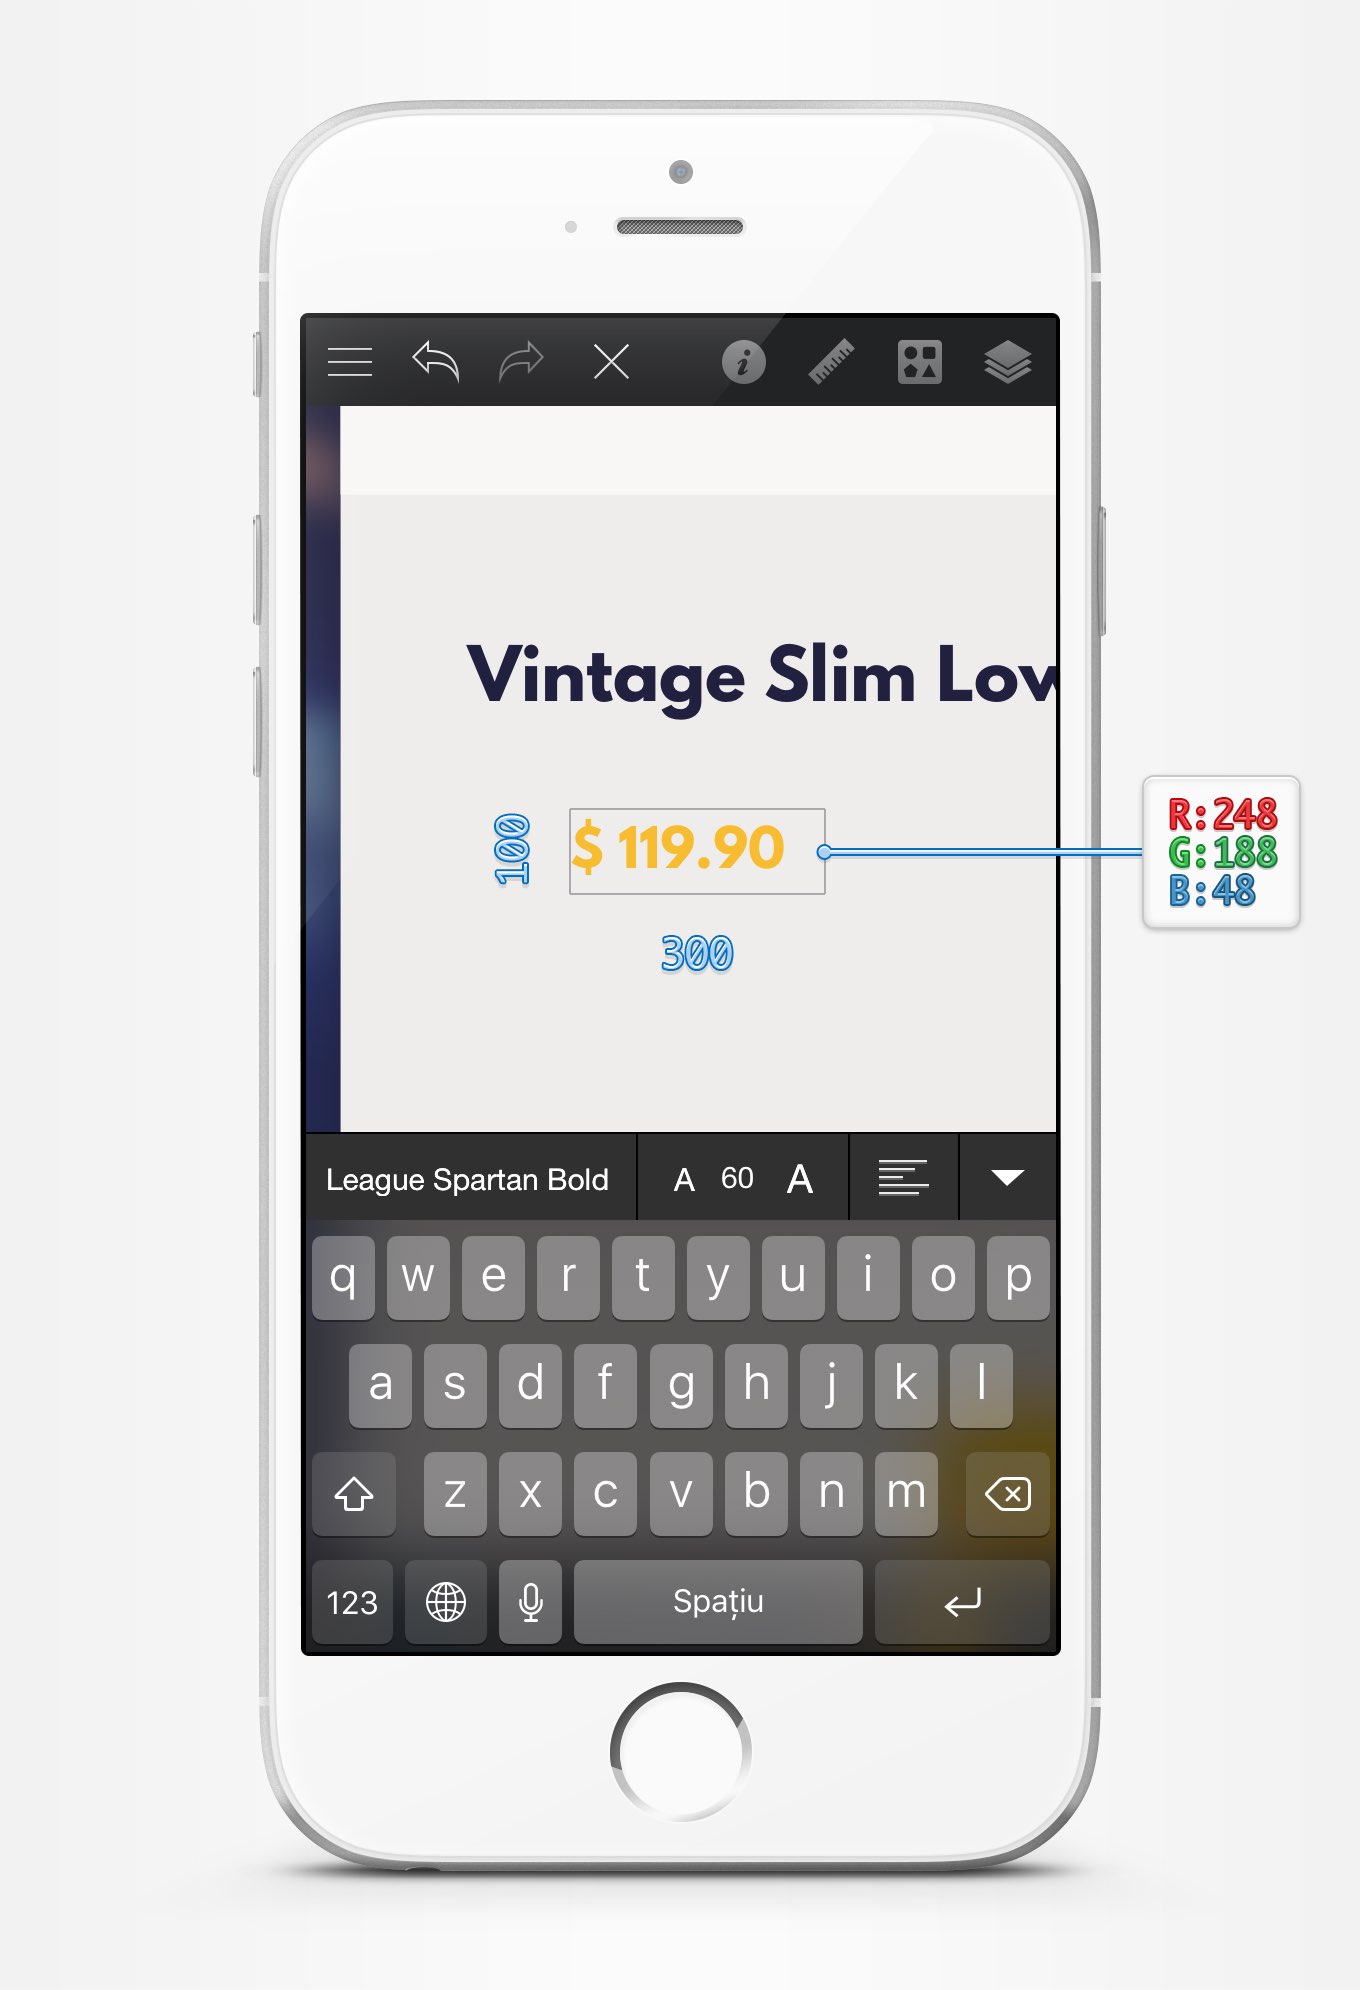 Vintage Slim Lov
100
$ 119.90
300
R:248
G:188
B:48
League Spartan Bold
A 60 A
q w e r t y u i o p
a s d f g h j k l
z x c v b n m
123 Spațiu